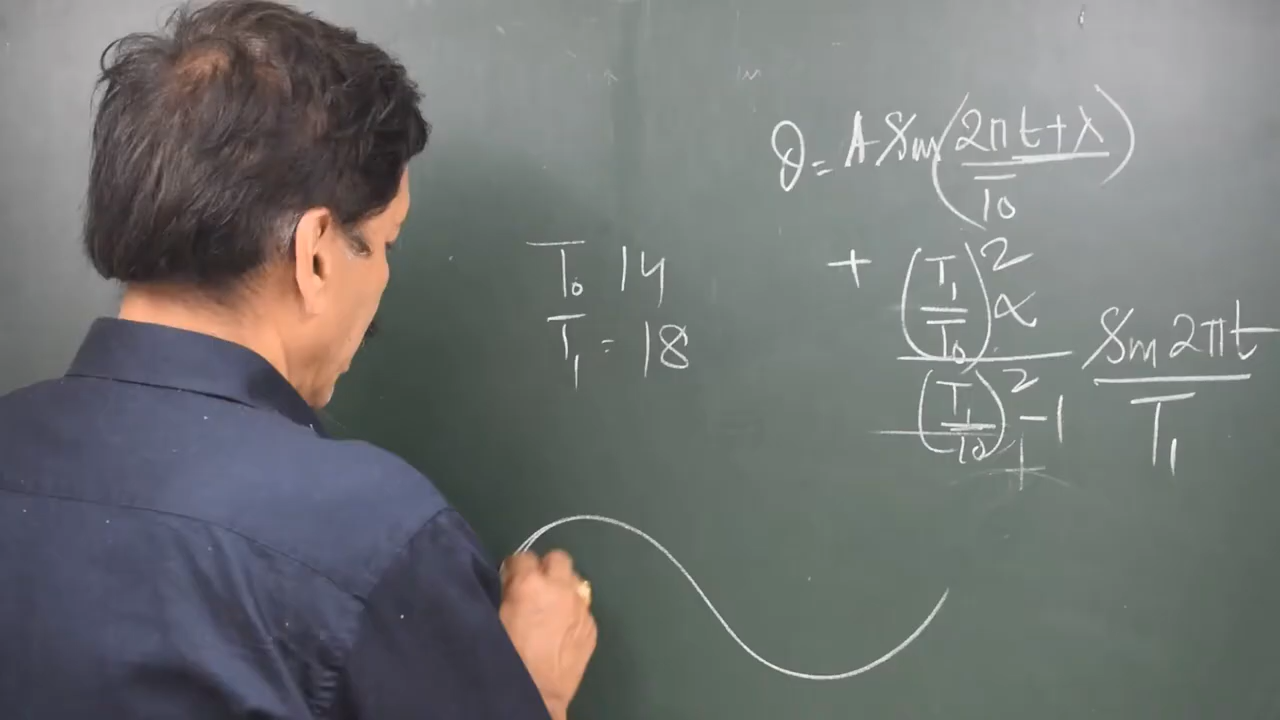 θ = A Sin (2πt + λ / T0)
T0 14
T1 = 18
+ (T1 / T0)² α / (T1 / T0)² - 1 Sin 2πt / T1